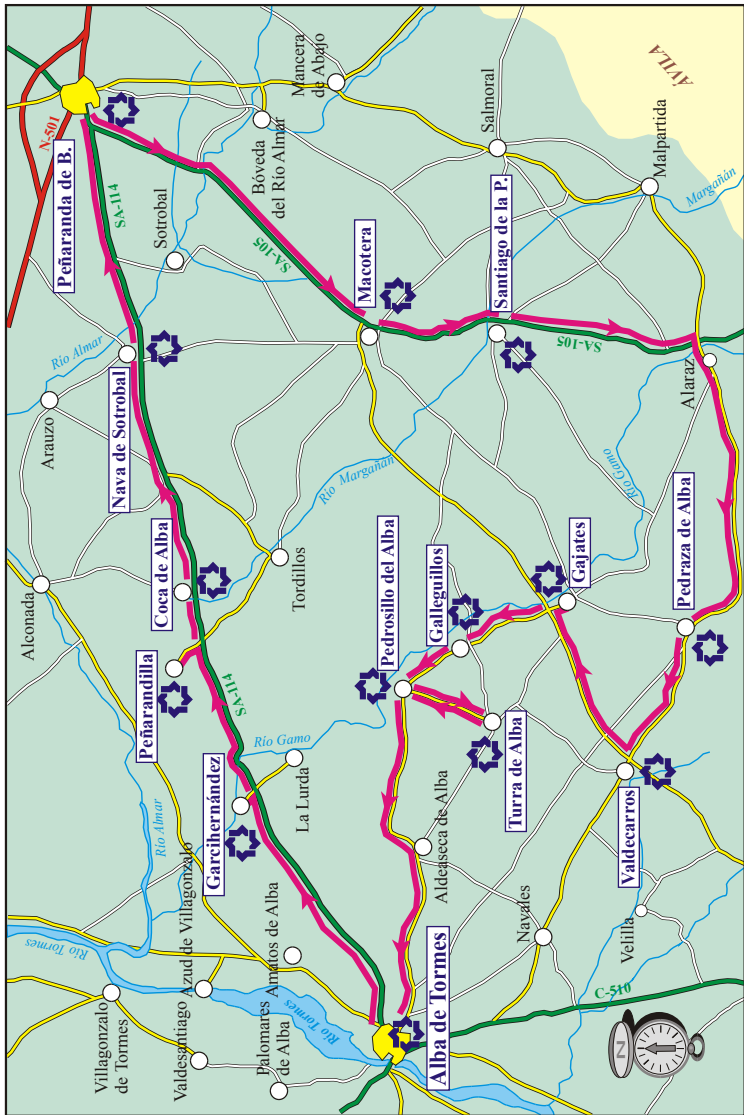 Villagonzalo
de Tormes
Río Tormes
Alconada
Río Almar
Arauzo
Río Almar
N-501
Peñaranda de B.
SA-114
Sotrobal
Mancera
de Abajo
Bóveda
del Río Almar
Valdesantiago
Azud de Villagonzalo
Peñarandilla
Coca de Alba
Nava de Sotrobal
SA-105
Palomares
de Alba
Amatos de Alba
Río Tormes
Garcihernández
SA-114
Tordillos
Río Margañán
Macotera
La Lurda
Río Gamo
Alba de Tormes
Pedrosillo del Alba
Galleguillos
Santiago de la P.
Salmoral
ÁVILA
Aldeaseca de Alba
Turra de Alba
Gajates
Río Gamo
SA-105
Malpartida
Margañán
Navales
Velilla
Valdecarros
Pedraza de Alba
Alaraz
C-510
N